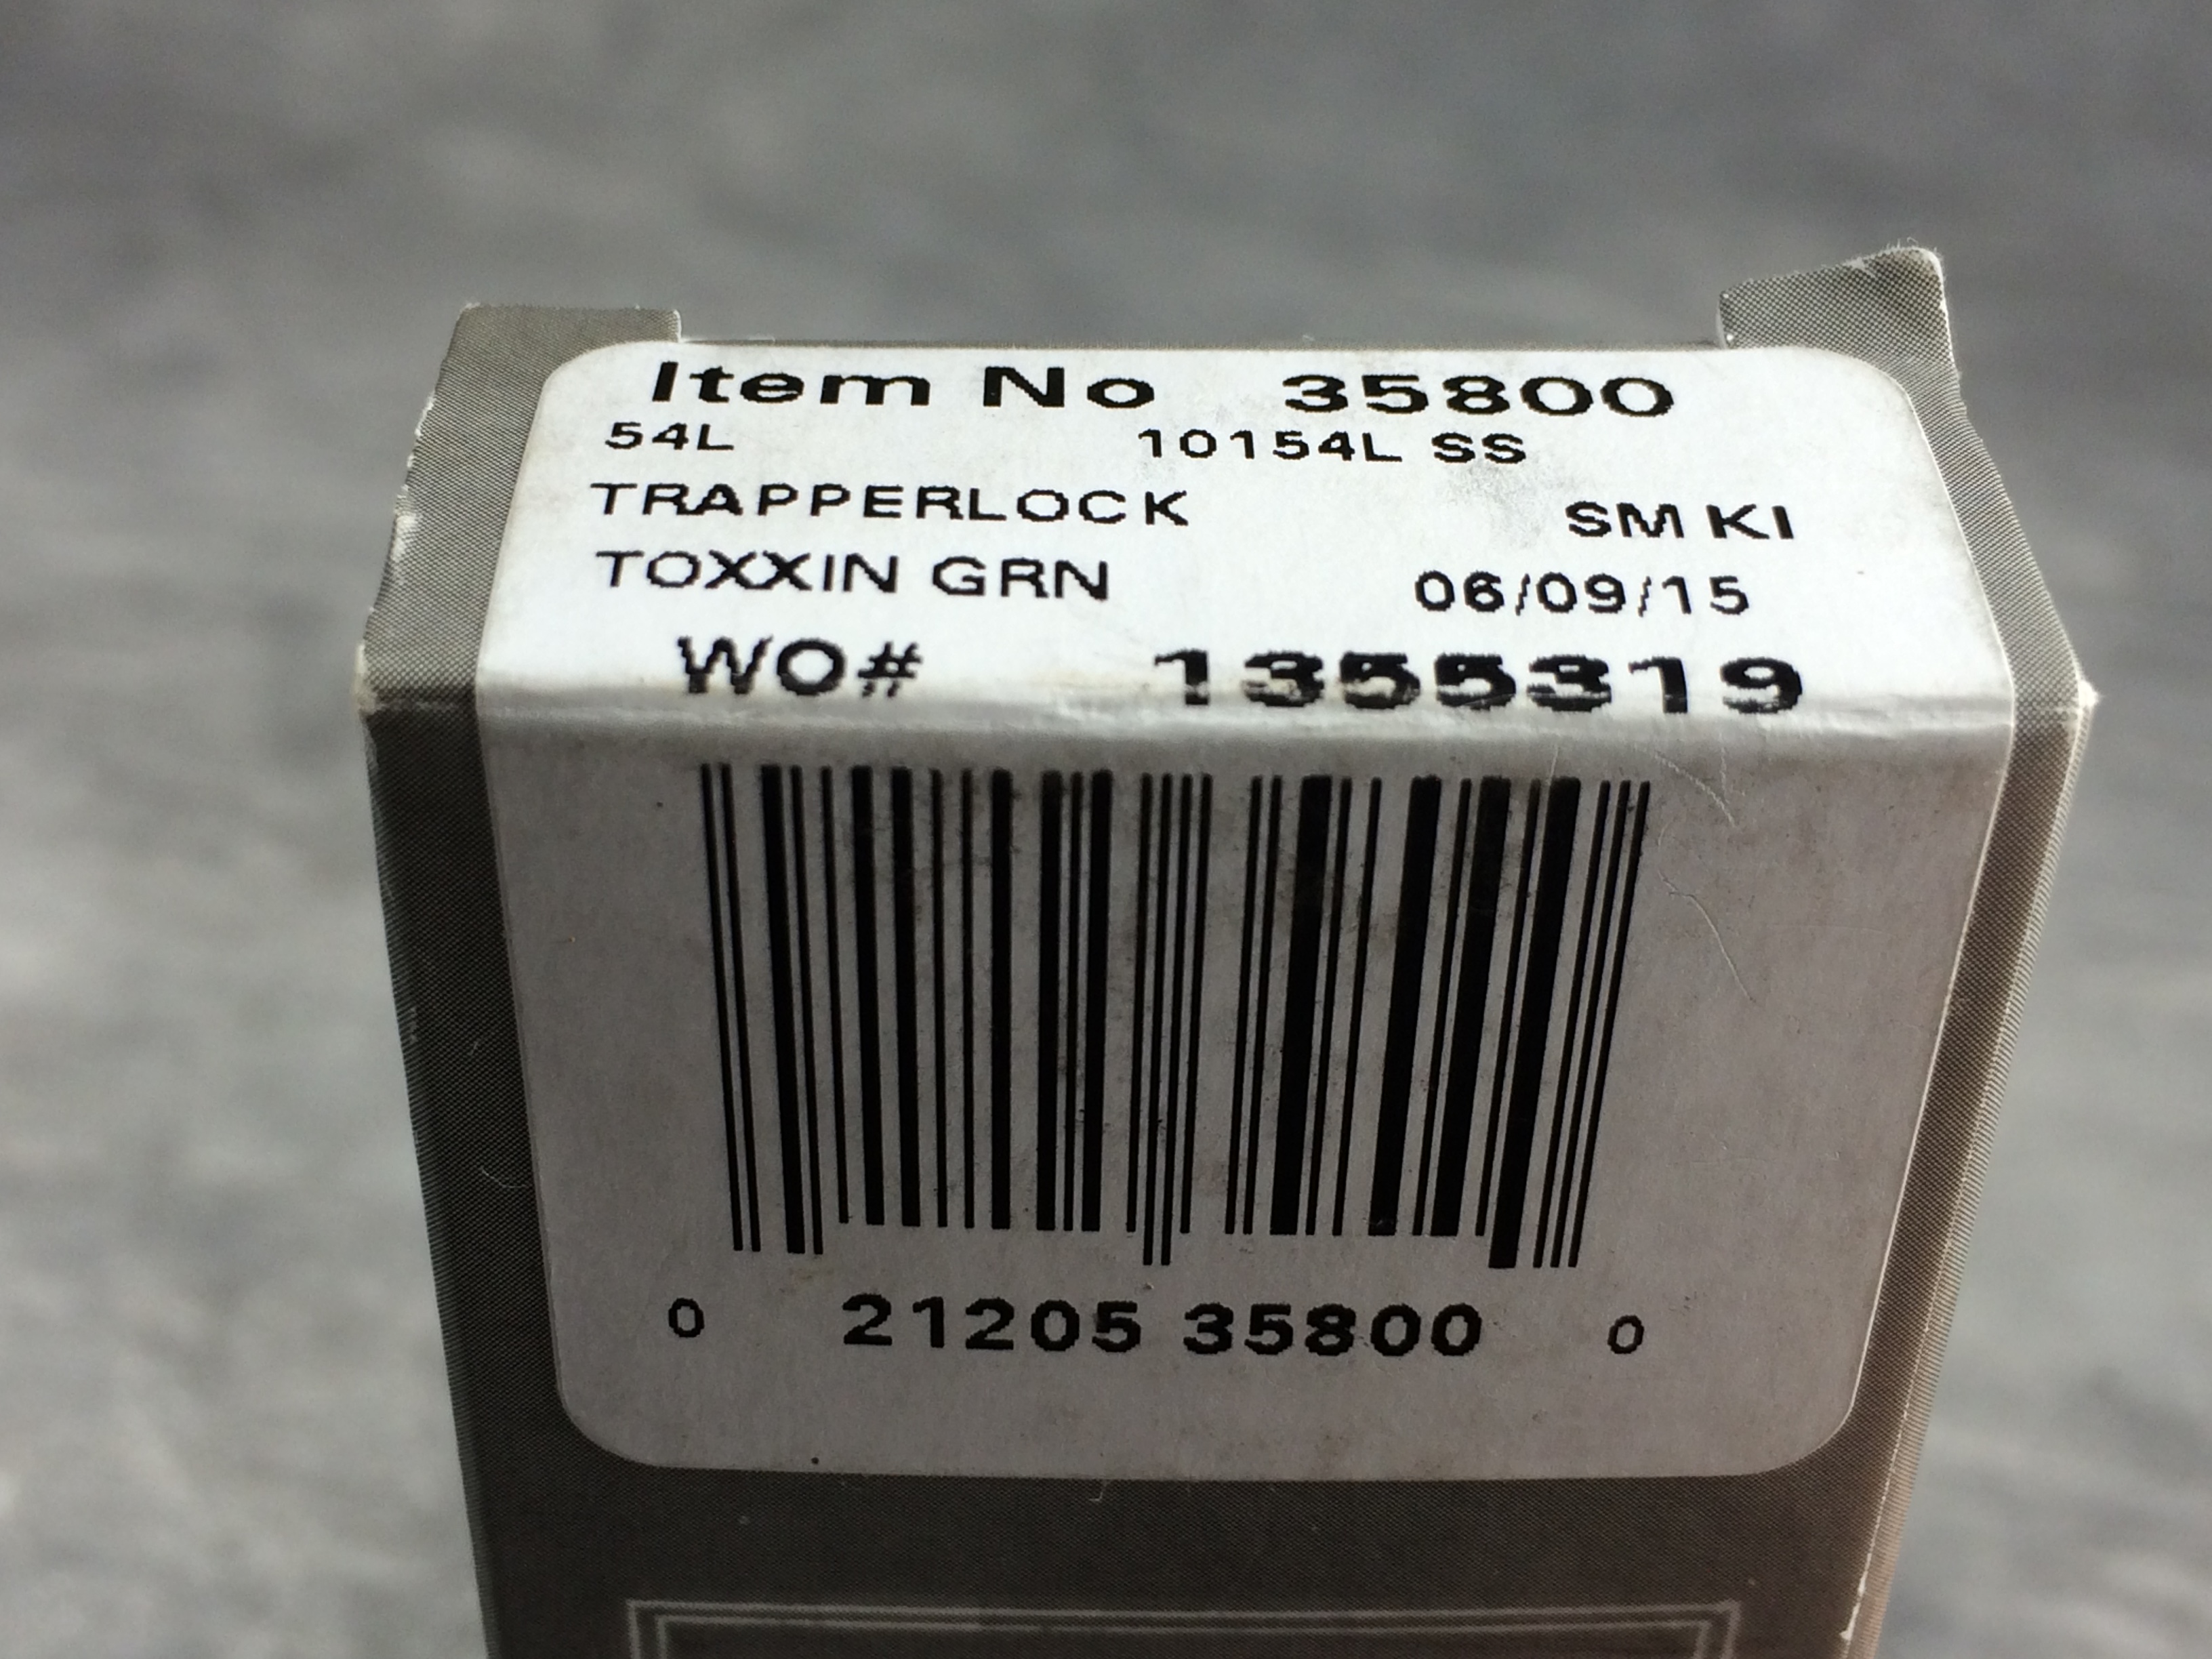 Item No 35800
54L 10154L SS
TRAPPERLOCK SM KI
TOXXIN GRN 06/09/15
WO# 1355319
0 21205 35800 0